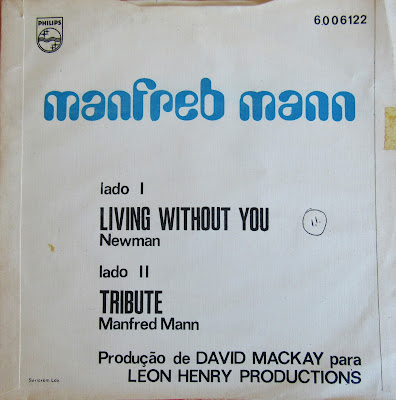 PHILIPS
6006122
manfreb mann
lado I
LIVING WITHOUT YOU
Newman
lado II
TRIBUTE
Manfred Mann
Produção de DAVID MACKAY para
LEON HENRY PRODUCTIONS